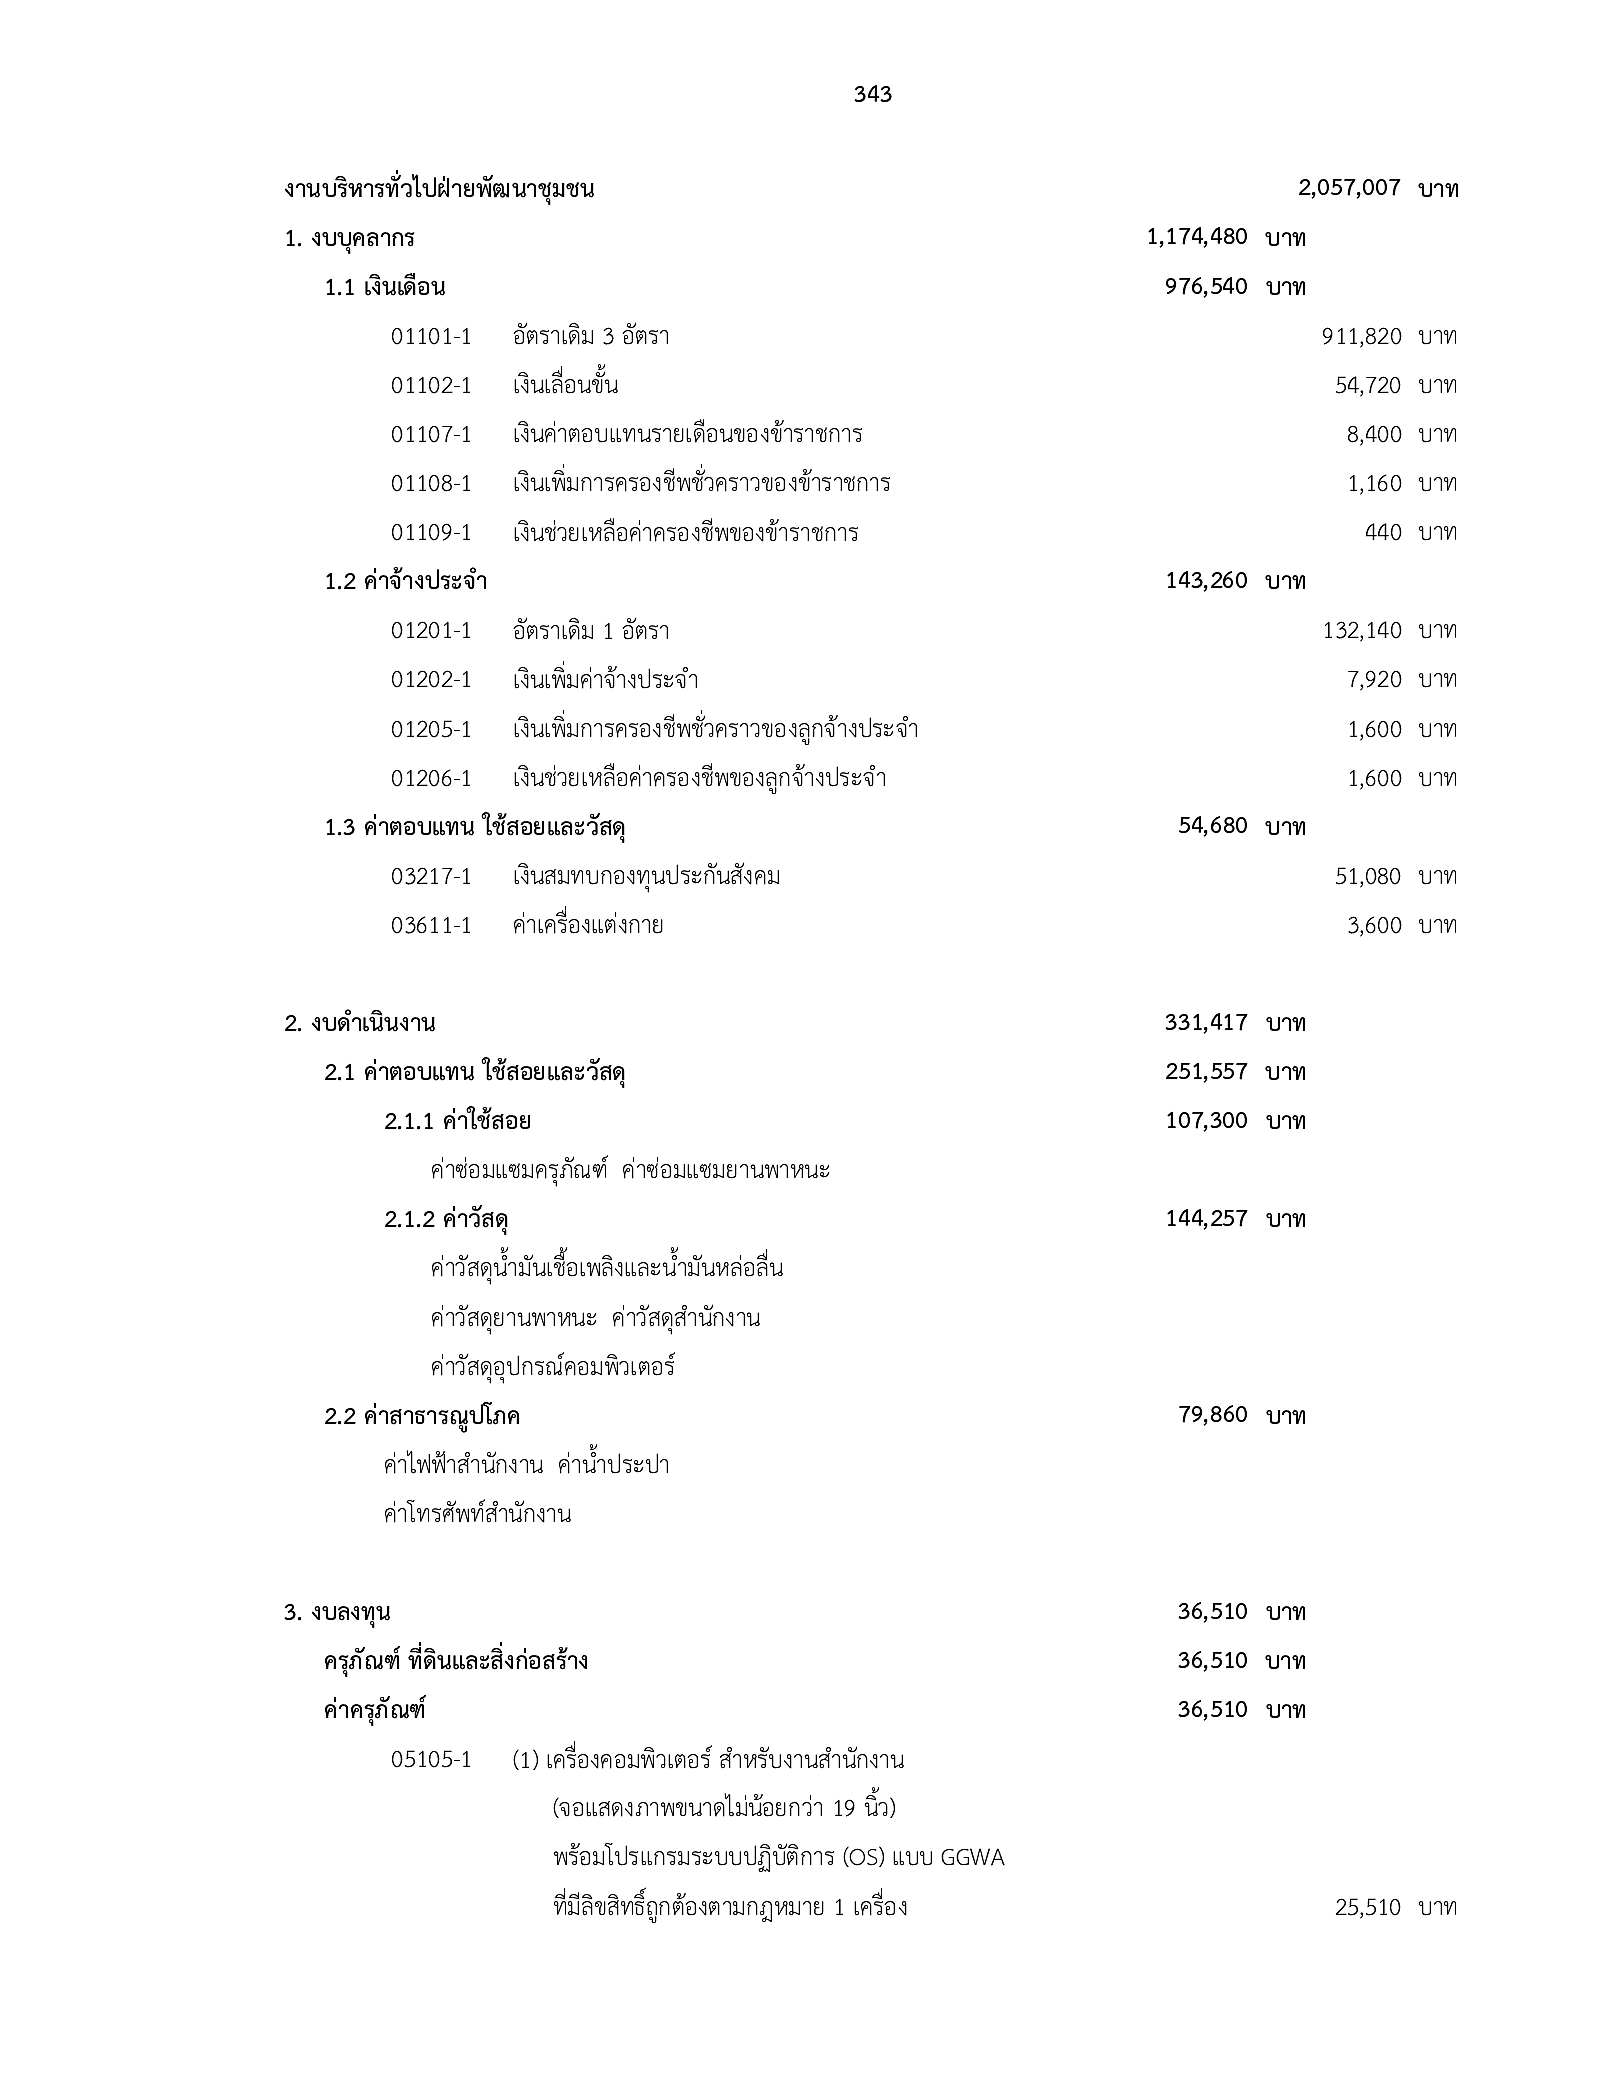 343
งานบริหารทั่วไปฝ่ายพัฒนาชุมชน 2,057,007 บาท
1. งบบุคลากร 1,174,480 บาท
1.1 เงินเดือน 976,540 บาท
01101-1 อัตราเดิม 3 อัตรา 911,820 บาท
01102-1 เงินเลื่อนขั้น 54,720 บาท
01107-1 เงินค่าตอบแทนรายเดือนของข้าราชการ 8,400 บาท
01108-1 เงินเพิ่มการครองชีพชั่วคราวของข้าราชการ 1,160 บาท
01109-1 เงินช่วยเหลือค่าครองชีพของข้าราชการ 440 บาท
1.2 ค่าจ้างประจำ 143,260 บาท
01201-1 อัตราเดิม 1 อัตรา 132,140 บาท
01202-1 เงินเพิ่มค่าจ้างประจำ 7,920 บาท
01205-1 เงินเพิ่มการครองชีพชั่วคราวของลูกจ้างประจำ 1,600 บาท
01206-1 เงินช่วยเหลือค่าครองชีพของลูกจ้างประจำ 1,600 บาท
1.3 ค่าตอบแทน ใช้สอยและวัสดุ 54,680 บาท
03217-1 เงินสมทบกองทุนประกันสังคม 51,080 บาท
03611-1 ค่าเครื่องแต่งกาย 3,600 บาท
2. งบดำเนินงาน 331,417 บาท
2.1 ค่าตอบแทน ใช้สอยและวัสดุ 251,557 บาท
2.1.1 ค่าใช้สอย 107,300 บาท
ค่าซ่อมแซมครุภัณฑ์ ค่าซ่อมแซมยานพาหนะ
2.1.2 ค่าวัสดุ 144,257 บาท
ค่าวัสดุน้ำมันเชื้อเพลิงและน้ำมันหล่อลื่น
ค่าวัสดุยานพาหนะ ค่าวัสดุสำนักงาน
ค่าวัสดุอุปกรณ์คอมพิวเตอร์
2.2 ค่าสาธารณูปโภค 79,860 บาท
ค่าไฟฟ้าสำนักงาน ค่าน้ำประปา
ค่าโทรศัพท์สำนักงาน
3. งบลงทุน 36,510 บาท
ครุภัณฑ์ ที่ดินและสิ่งก่อสร้าง 36,510 บาท
ค่าครุภัณฑ์ 36,510 บาท
05105-1 (1) เครื่องคอมพิวเตอร์ สำหรับงานสำนักงาน
(จอแสดงภาพขนาดไม่น้อยกว่า 19 นิ้ว)
พร้อมโปรแกรมระบบปฏิบัติการ (OS) แบบ GGWA
ที่มีลิขสิทธิ์ถูกต้องตามกฎหมาย 1 เครื่อง 25,510 บาท